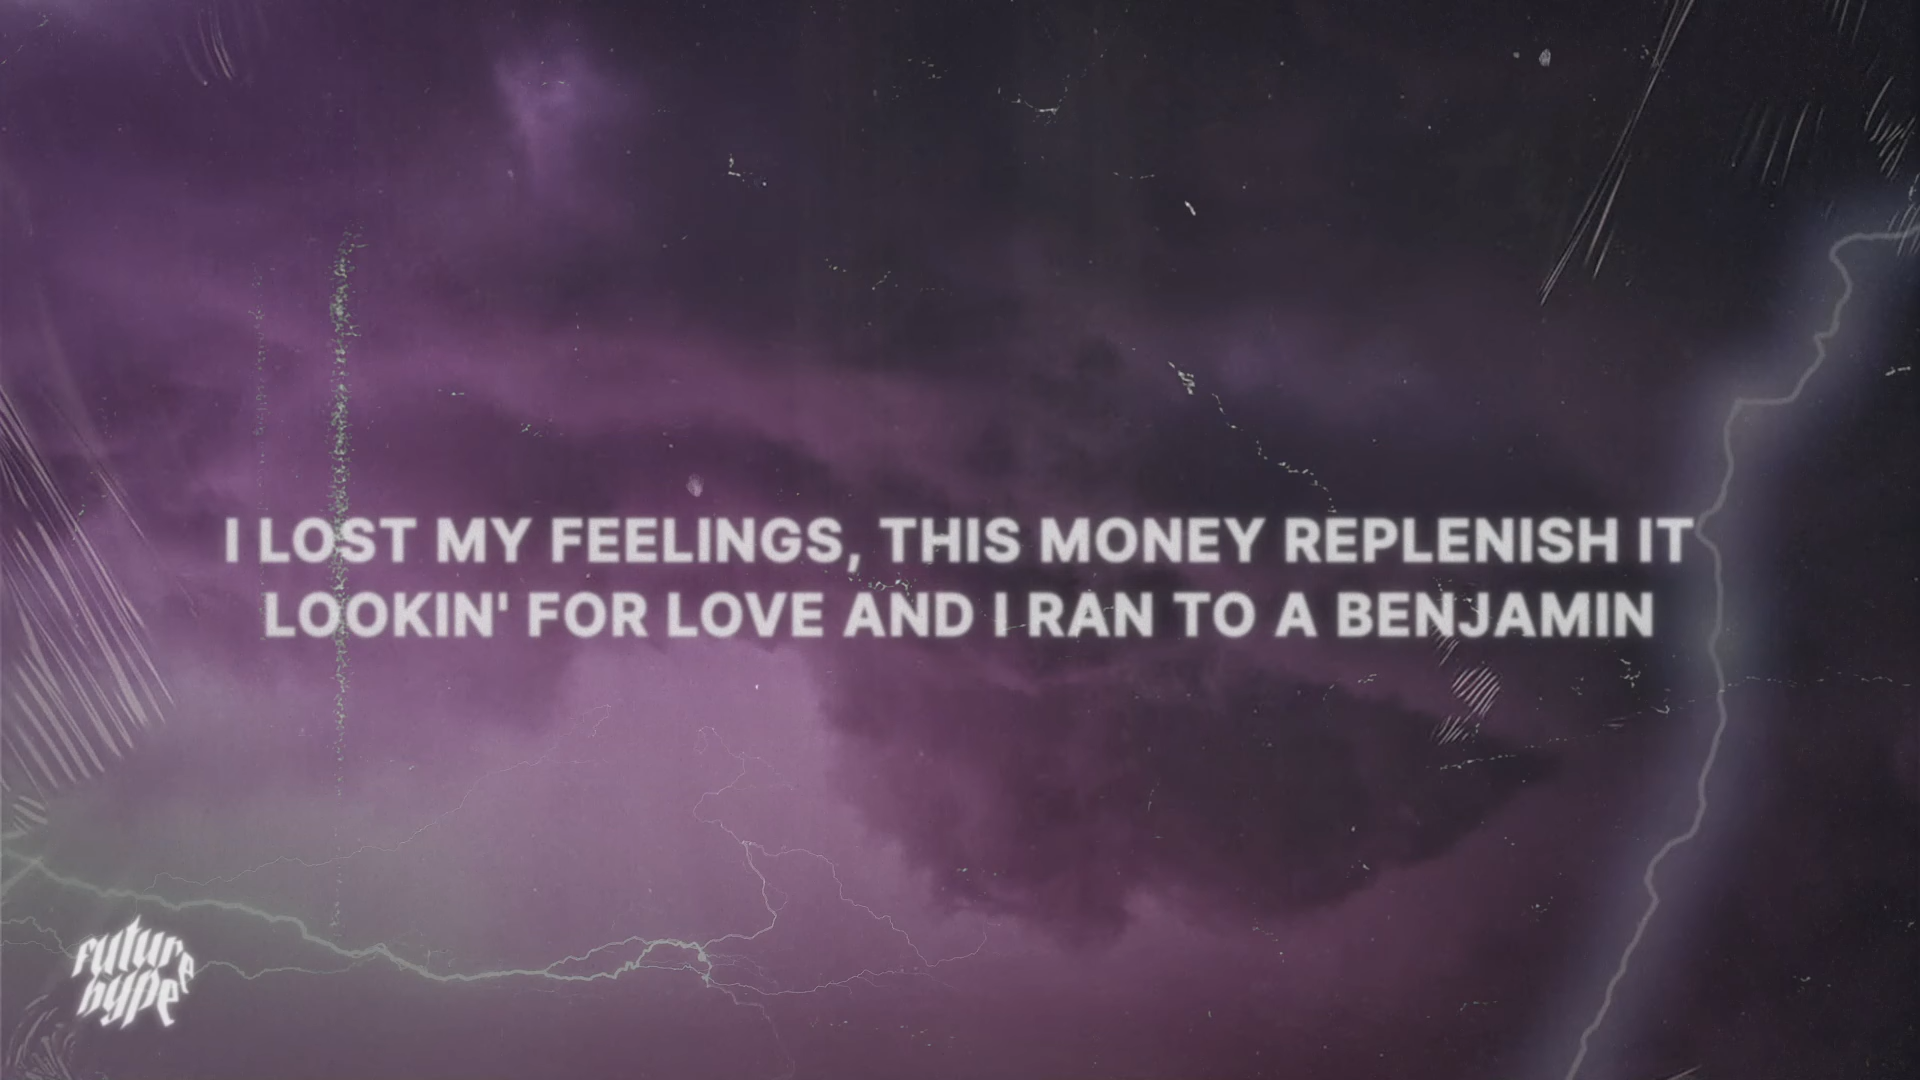 I LOST MY FEELINGS, THIS MONEY REPLENISH IT
LOOKIN' FOR LOVE AND I RAN TO A BENJAMIN
future
hype